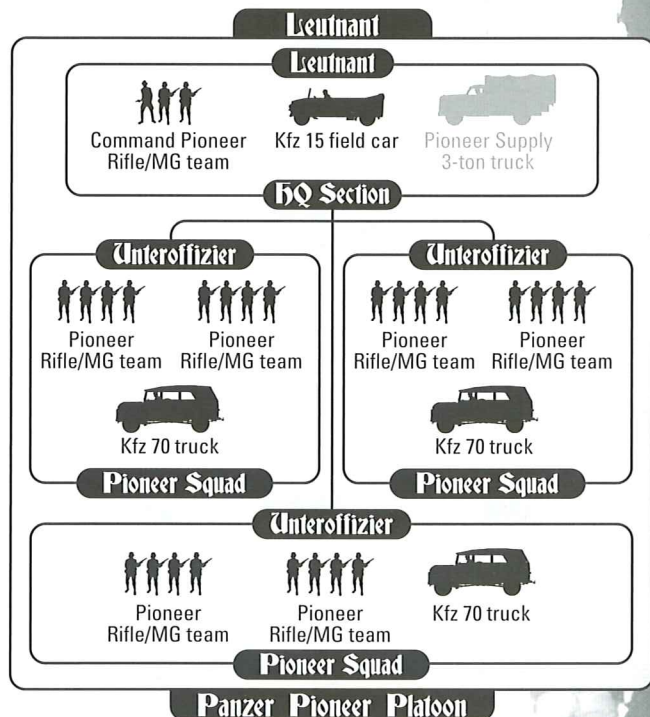 Leutnant
Leutnant
Command Pioneer
Rifle/MG team
Kfz 15 field car
Pioneer Supply
3-ton truck
HQ Section
Unteroffizier
Pioneer
Rifle/MG team
Pioneer
Rifle/MG team
Kfz 70 truck
Pioneer Squad
Unteroffizier
Pioneer
Rifle/MG team
Pioneer
Rifle/MG team
Kfz 70 truck
Pioneer Squad
Unteroffizier
Pioneer
Rifle/MG team
Pioneer
Rifle/MG team
Kfz 70 truck
Pioneer Squad
Panzer Pioneer Platoon